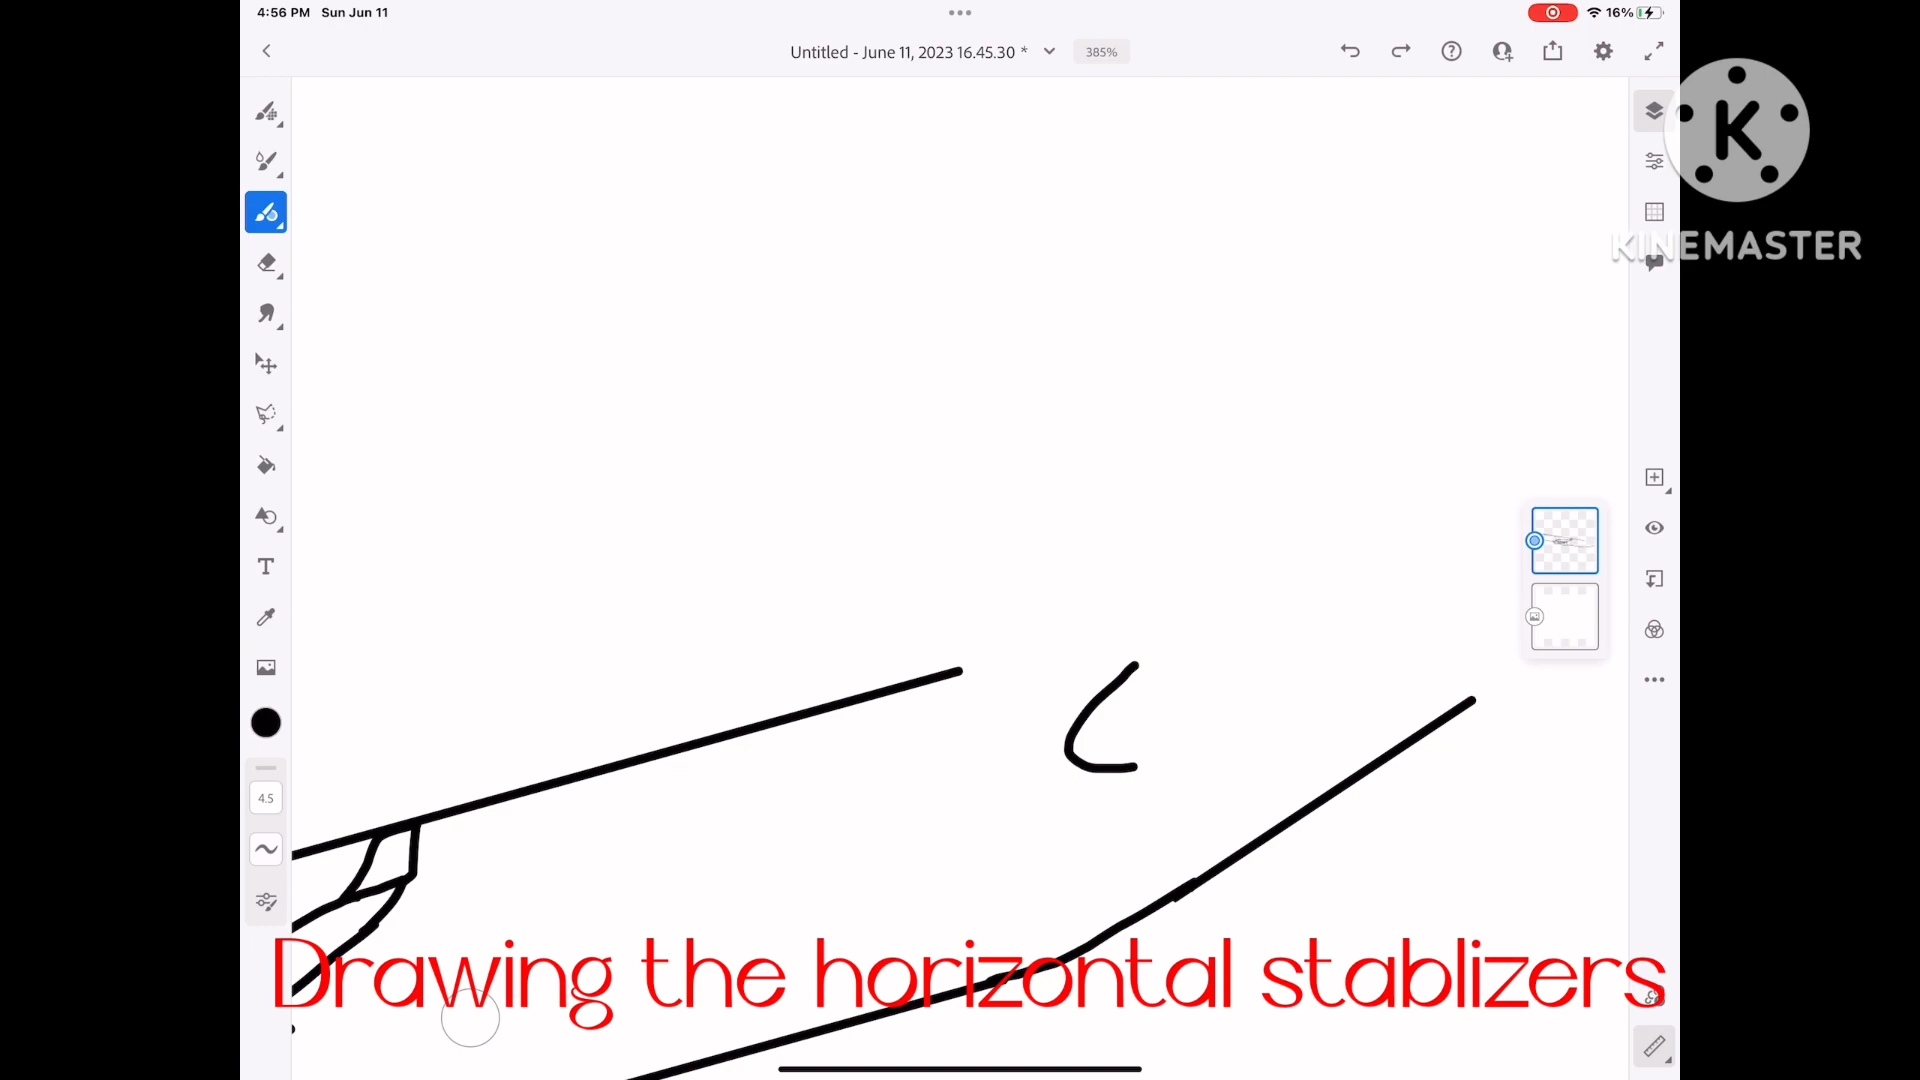 4:56 PM Sun Jun 11
16%
Untitled - June 11, 2023 16.45.30 *
385%
K
KINEMASTER
T
4.5
Drawing the horizontal stablizers